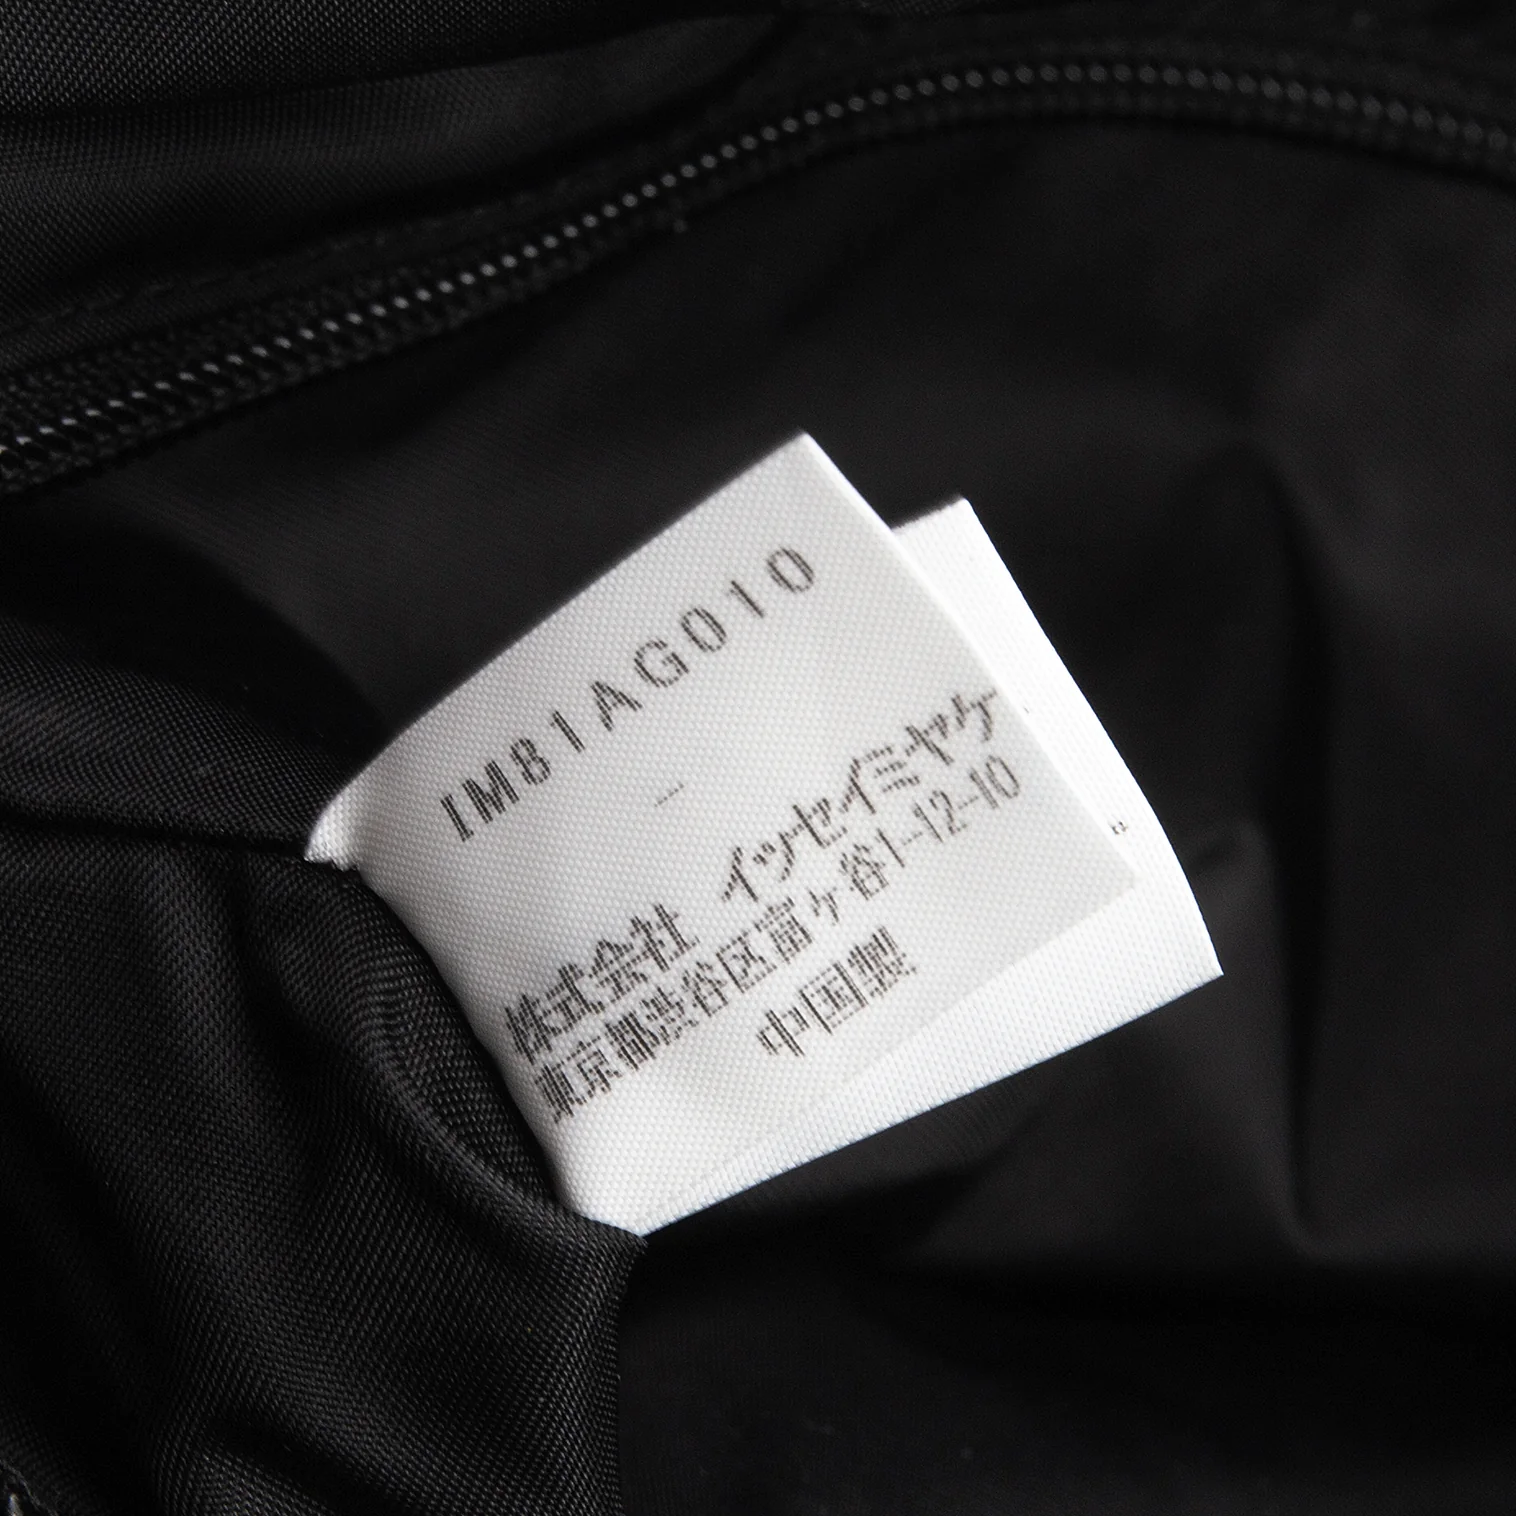 IM81AG010
–
株式会社 イッセイミヤケ
東京都渋谷区富ヶ谷1-12-10
中国製